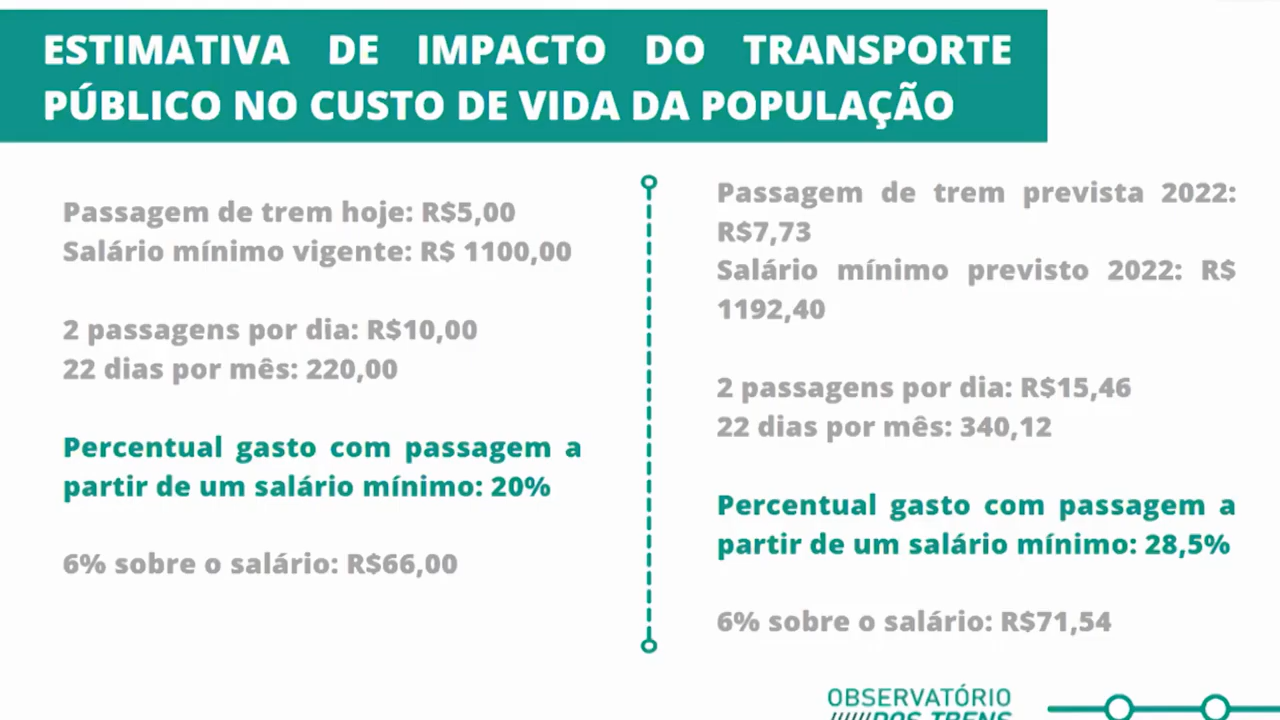 ESTIMATIVA DE IMPACTO DO TRANSPORTE
PÚBLICO NO CUSTO DE VIDA DA POPULAÇÃO
Passagem de trem hoje: R$5,00
Salário mínimo vigente: R$ 1100,00
2 passagens por dia: R$10,00
22 dias por mês: 220,00
Percentual gasto com passagem a
partir de um salário mínimo: 20%
6% sobre o salário: R$66,00
Passagem de trem prevista 2022:
R$7,73
Salário mínimo previsto 2022: R$
1192,40
2 passagens por dia: R$15,46
22 dias por mês: 340,12
Percentual gasto com passagem a
partir de um salário mínimo: 28,5%
6% sobre o salário: R$71,54
OBSERVATÓRIO
//////DOS TRENS